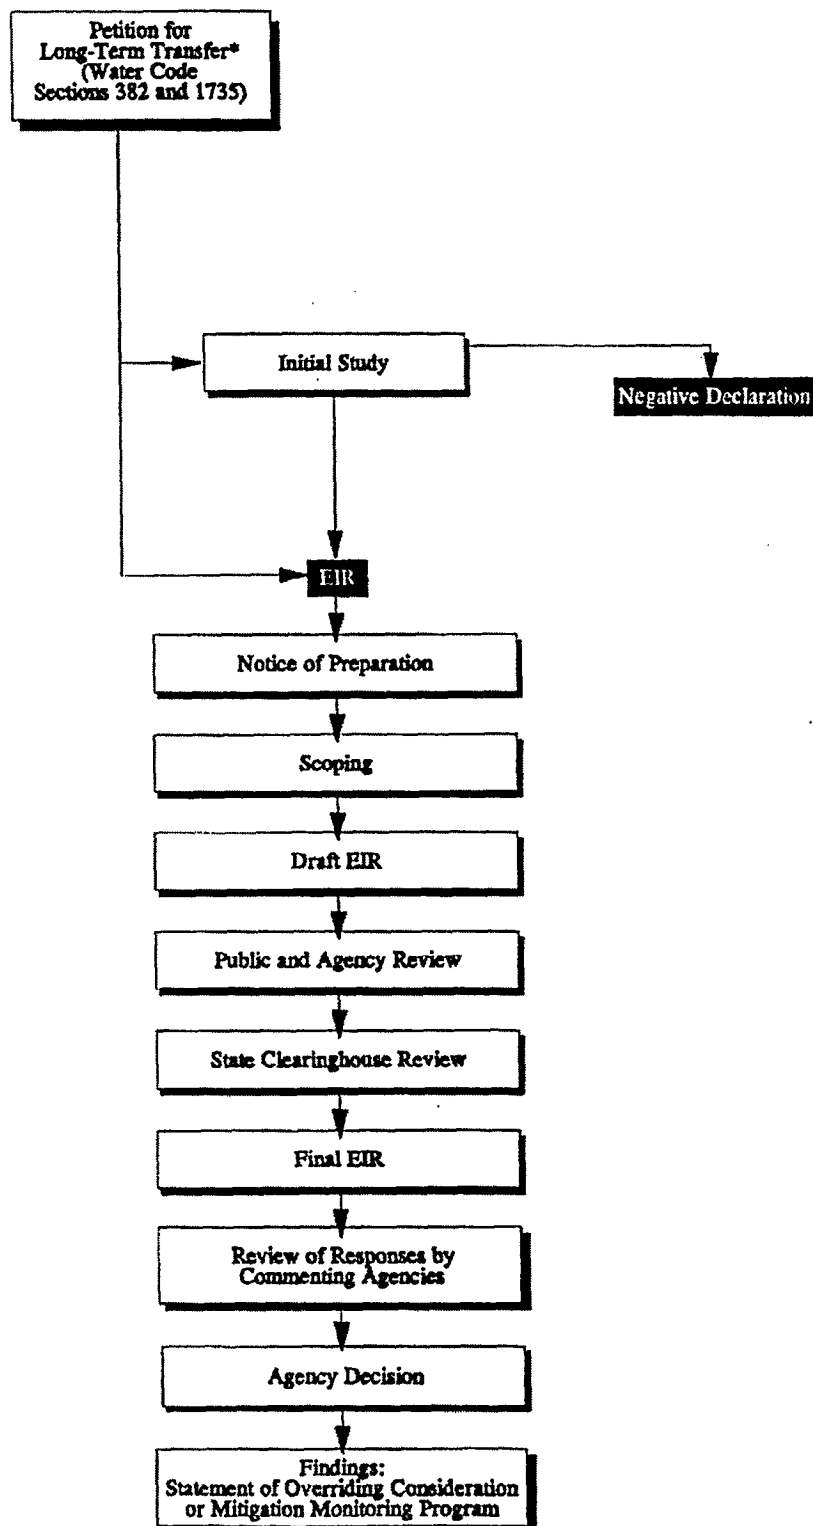 Petition for
Long-Term Transfer*
(Water Code
Sections 382 and 1735)
Initial Study
Negative Declaration
EIR
Notice of Preparation
Scoping
Draft EIR
Public and Agency Review
State Clearinghouse Review
Final EIR
Review of Responses by
Commenting Agencies
Agency Decision
Findings:
Statement of Overriding Consideration
or Mitigation Monitoring Program